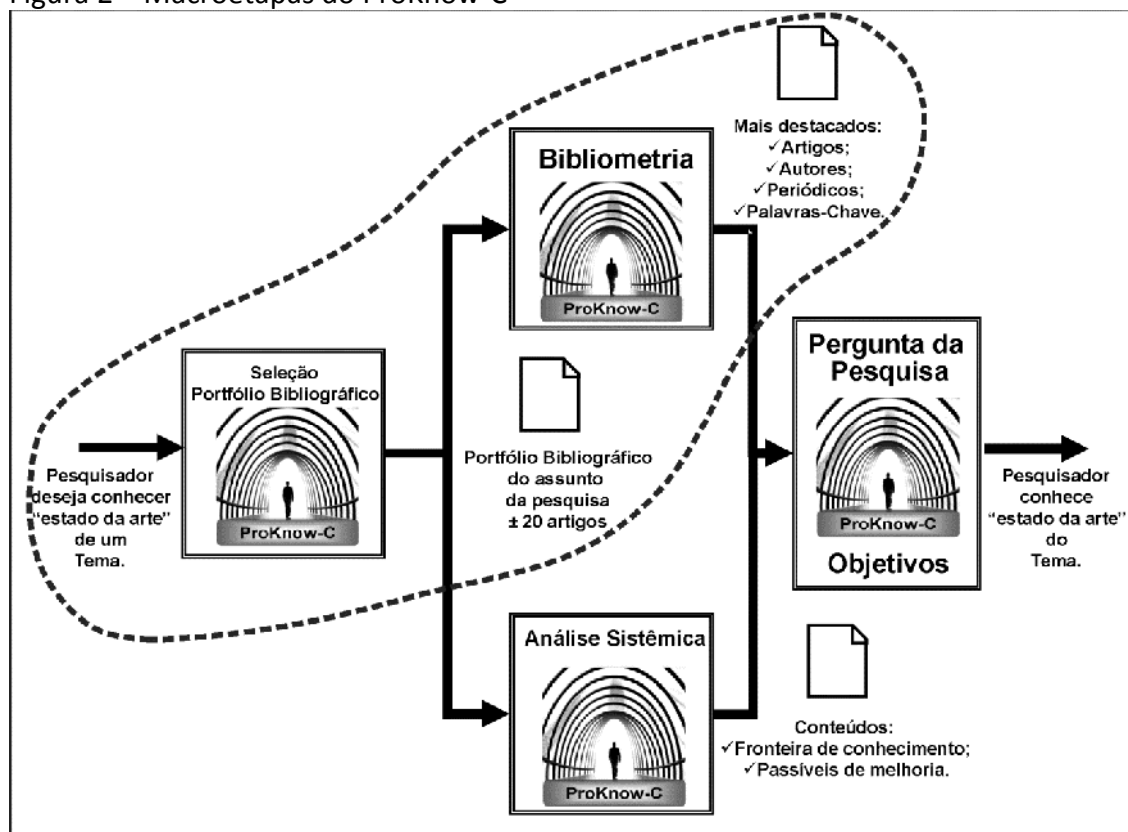 Figura 2 – Macroetapas do ProKnow-C
Mais destacados:
✓Artigos;
✓Autores;
✓Periódicos;
✓Palavras-Chave.
Bibliometria
ProKnow-C
Seleção
Portfólio Bibliográfico
ProKnow-C
Pesquisador
deseja conhecer
“estado da arte”
de um
Tema.
Portfólio Bibliográfico
do assunto
da pesquisa
± 20 artigos
Pergunta da
Pesquisa
ProKnow-C
Objetivos
Pesquisador
conhece
“estado da arte”
do
Tema.
Análise Sistêmica
ProKnow-C
Conteúdos:
✓Fronteira de conhecimento;
✓Passíveis de melhoria.